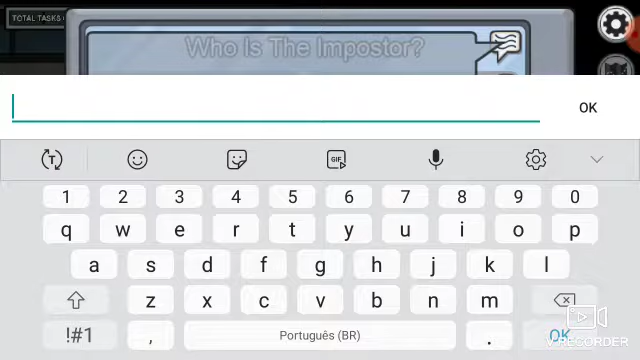 TOTAL TASKS
Who Is The Impostor?
OK
T
GIF
1 2 3 4 5 6 7 8 9 0
q w e r t y u i o p
a s d f g h j k l
z x c v b n m
!#1 , Português (BR) . OK
V RECORDER